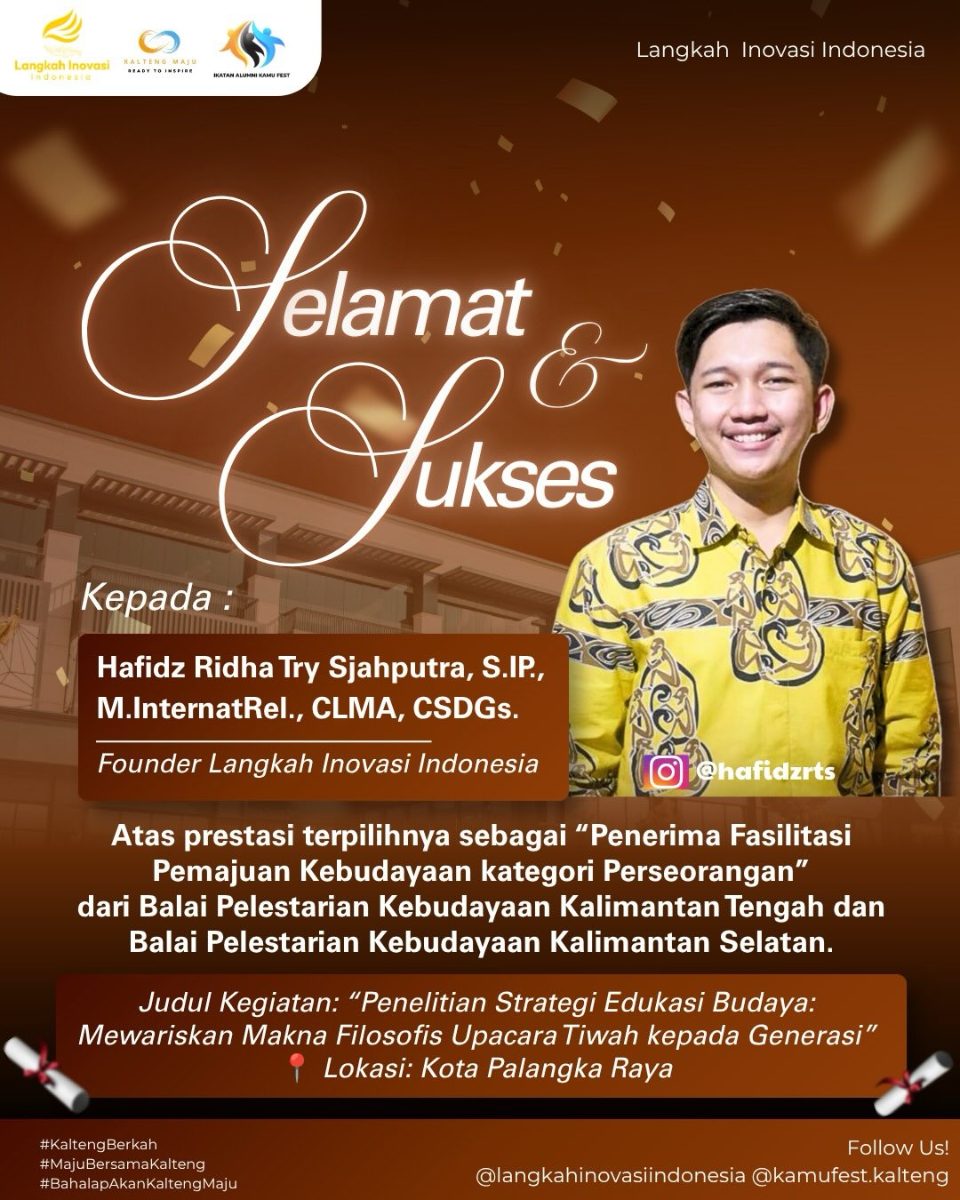 Langkah Inovasi
Indonesia
KALTENG MAJU
READY TO INSPIRE
IKATAN ALUMNI KAMU FEST
Langkah Inovasi Indonesia
Selamat
&
Sukses
Kepada :
Hafidz Ridha Try Sjahputra, S.IP.,
M.InternatRel., CLMA, CSDGs.
Founder Langkah Inovasi Indonesia
@hafidzrts
Atas prestasi terpilihnya sebagai “Penerima Fasilitasi
Pemajuan Kebudayaan kategori Perseorangan”
dari Balai Pelestarian Kebudayaan Kalimantan Tengah dan
Balai Pelestarian Kebudayaan Kalimantan Selatan.
Judul Kegiatan: “Penelitian Strategi Edukasi Budaya:
Mewariskan Makna Filosofis Upacara Tiwah kepada Generasi”
📍 Lokasi: Kota Palangka Raya
#KaltengBerkah
#MajuBersamaKalteng
#BahalapAkanKaltengMaju
Follow Us!
@langkahinovasiindonesia @kamufest.kalteng